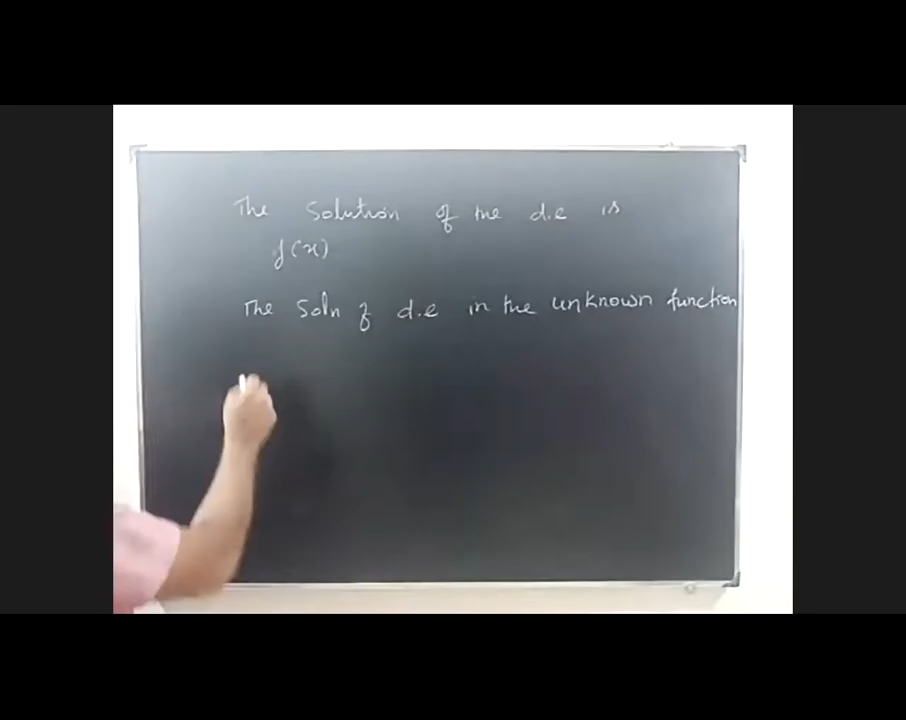 The Solution of the d.e is
f(x)
The Soln of d.e in the unknown function